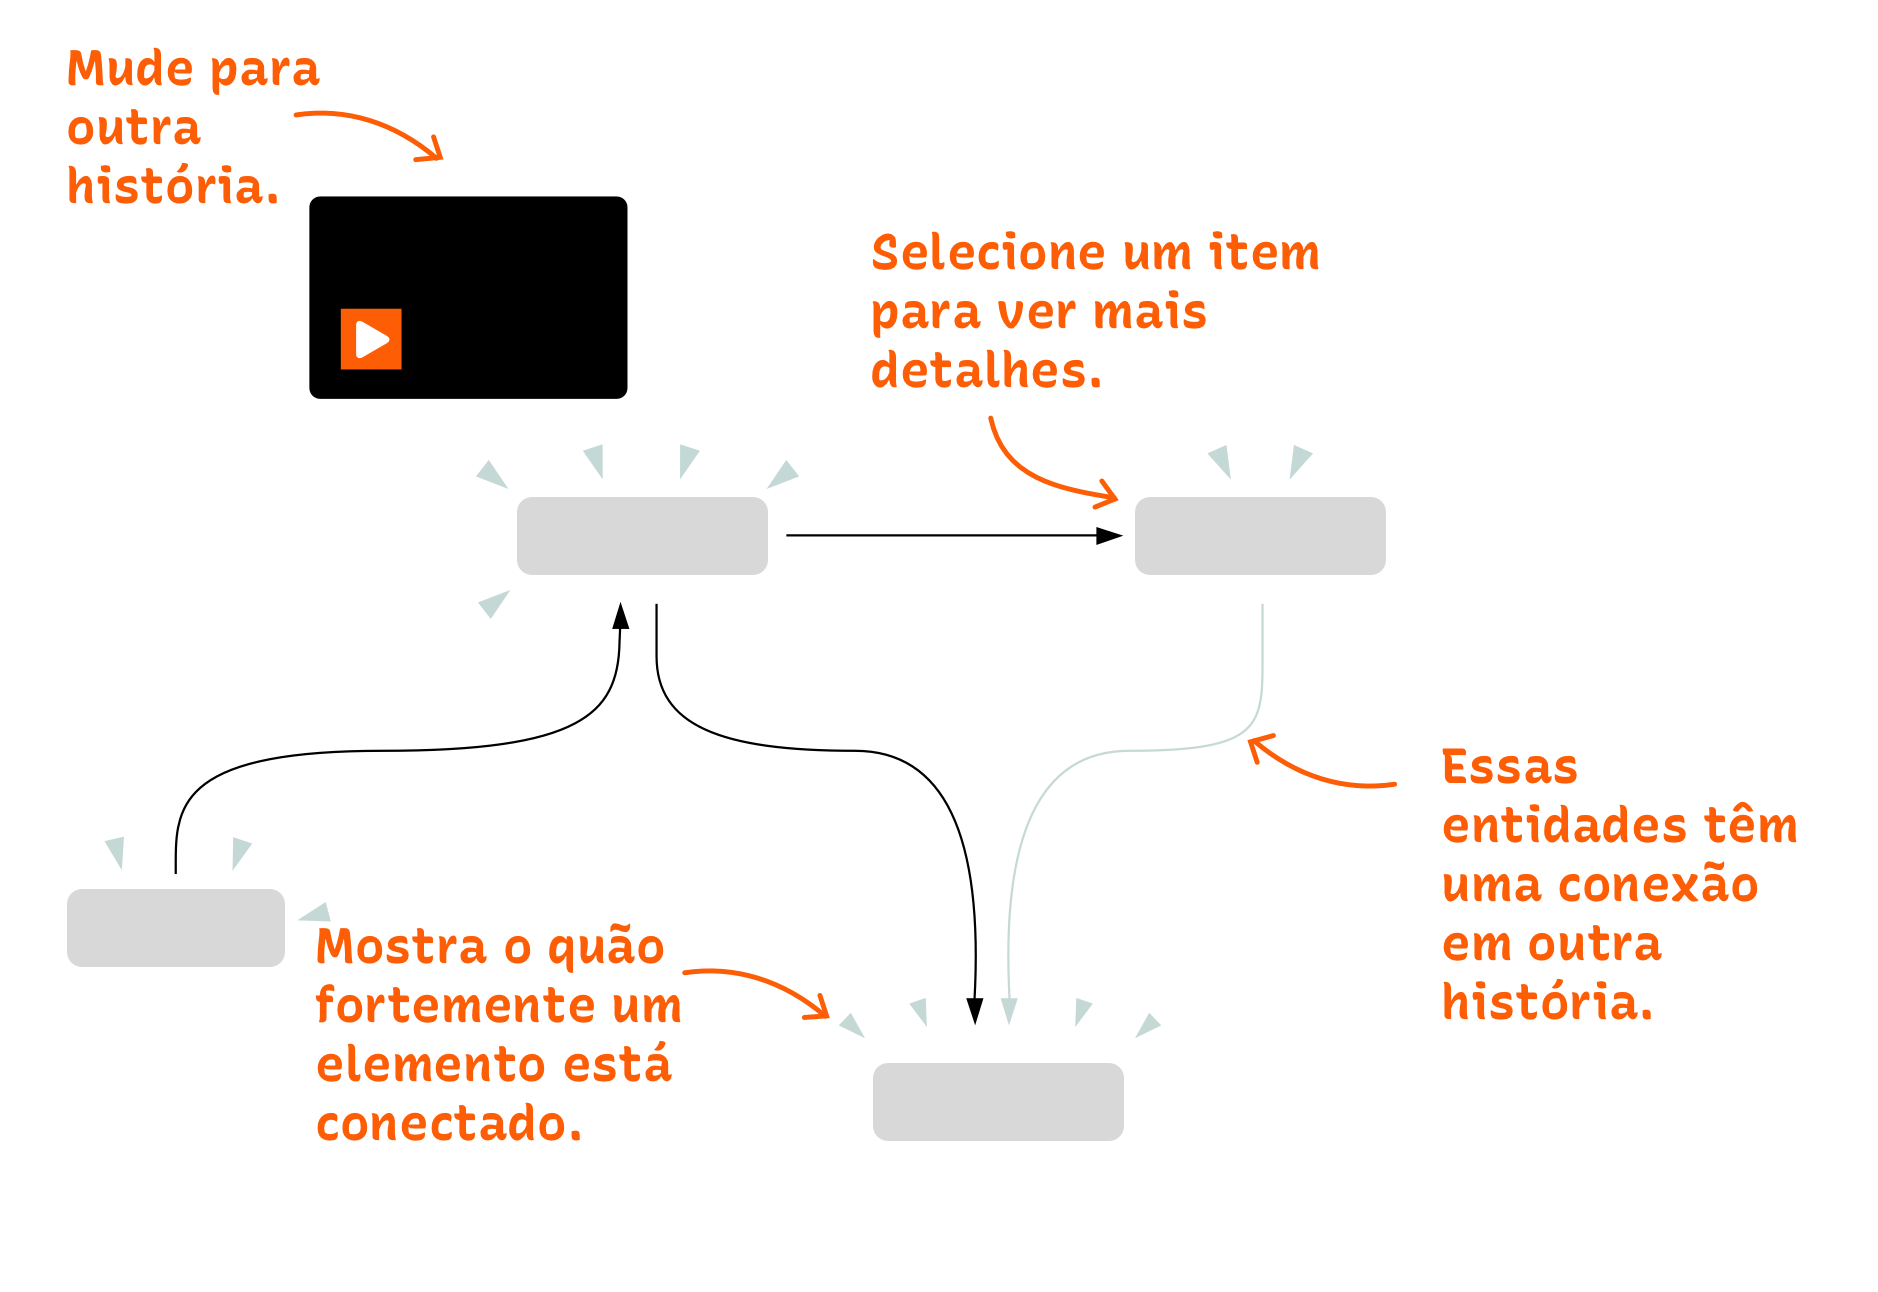 Mude para
outra
história.
Selecione um item
para ver mais
detalhes.
Essas
entidades têm
uma conexão
em outra
história.
Mostra o quão
fortemente um
elemento está
conectado.